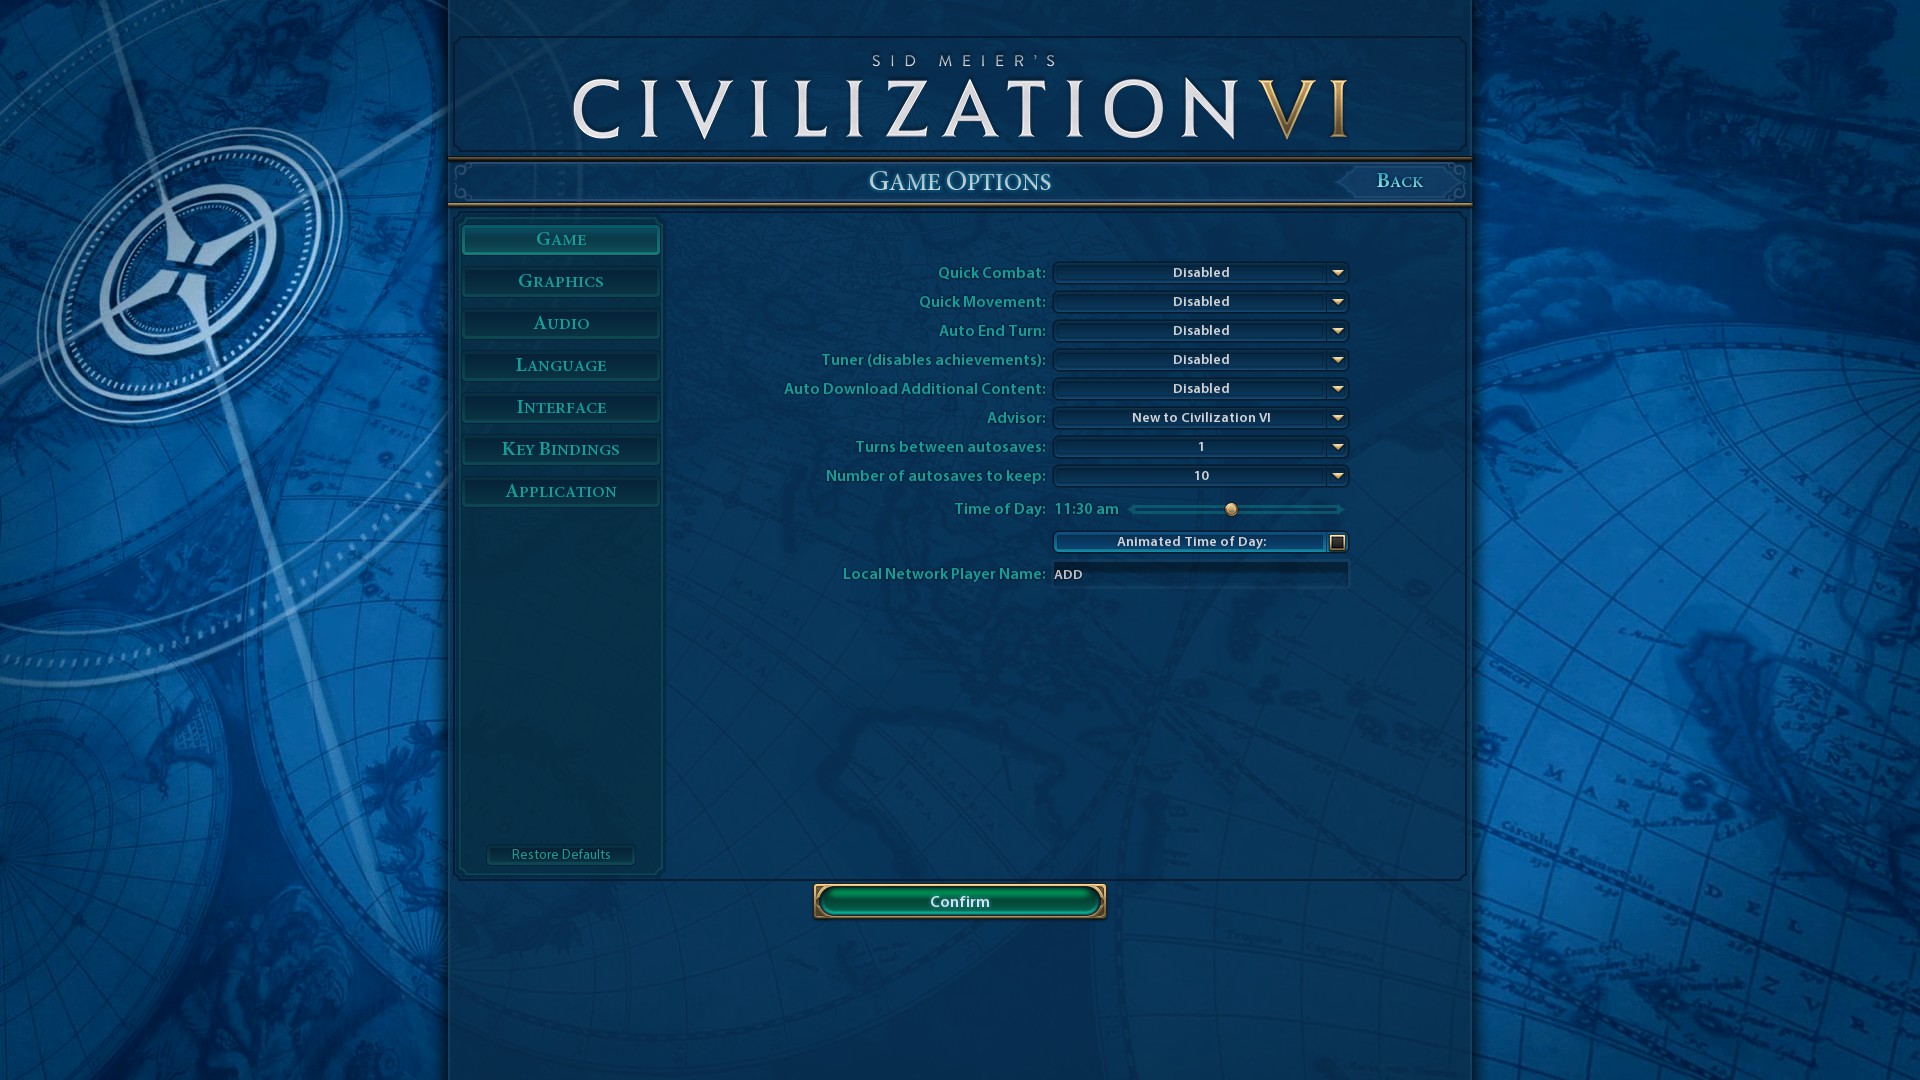 SID MEIER'S
CIVILIZATION VI
GAME OPTIONS
BACK
GAME
GRAPHICS
AUDIO
LANGUAGE
INTERFACE
KEY BINDINGS
APPLICATION
Restore Defaults
Quick Combat: Disabled
Quick Movement: Disabled
Auto End Turn: Disabled
Tuner (disables achievements): Disabled
Auto Download Additional Content: Disabled
Advisor: New to Civilization VI
Turns between autosaves: 1
Number of autosaves to keep: 10
Time of Day: 11:30 am
Animated Time of Day:
Local Network Player Name: ADD
Confirm